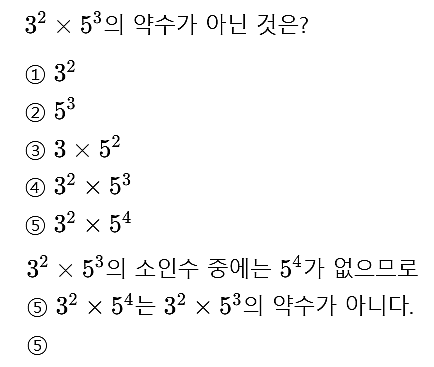 3² × 5³의 약수가 아닌 것은?
① 3²
② 5³
③ 3 × 5²
④ 3² × 5³
⑤ 3² × 5⁴
3² × 5³의 소인수 중에는 5⁴가 없으므로
⑤ 3² × 5⁴는 3² × 5³의 약수가 아니다.
⑤